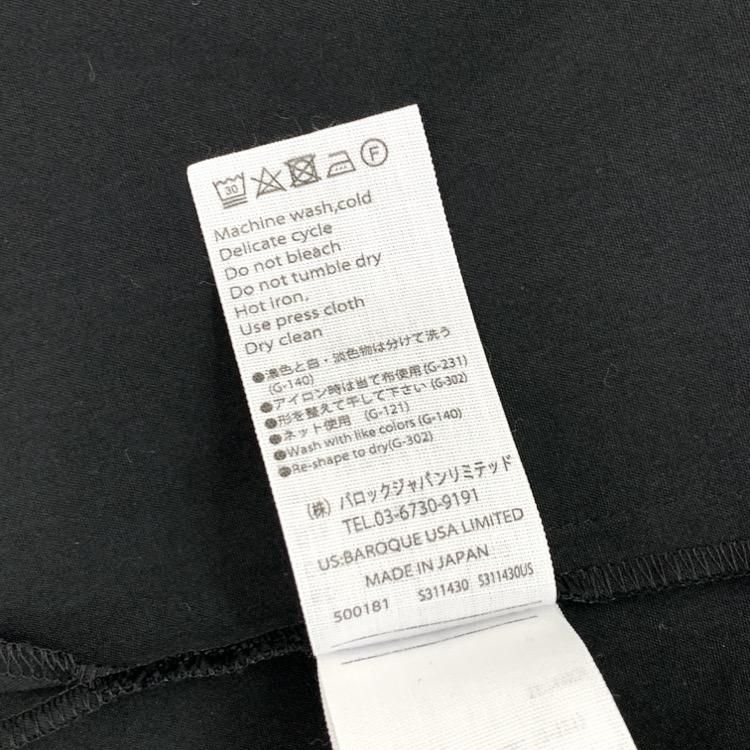 30
F
Machine wash,cold
Delicate cycle
Do not bleach
Do not tumble dry
Hot iron,
Use press cloth
Dry clean
●濃色と白・淡色物は分けて洗う
(G-140)
●アイロン時は当て布使用(G-231)
●形を整えて干して下さい(G-302)
●ネット使用 (G-121)
●Wash with like colors (G-140)
●Re-shape to dry(G-302)
(株) バロックジャパンリミテッド
TEL.03-6730-9191
US:BAROQUE USA LIMITED
MADE IN JAPAN
500181 S311430 S311430US